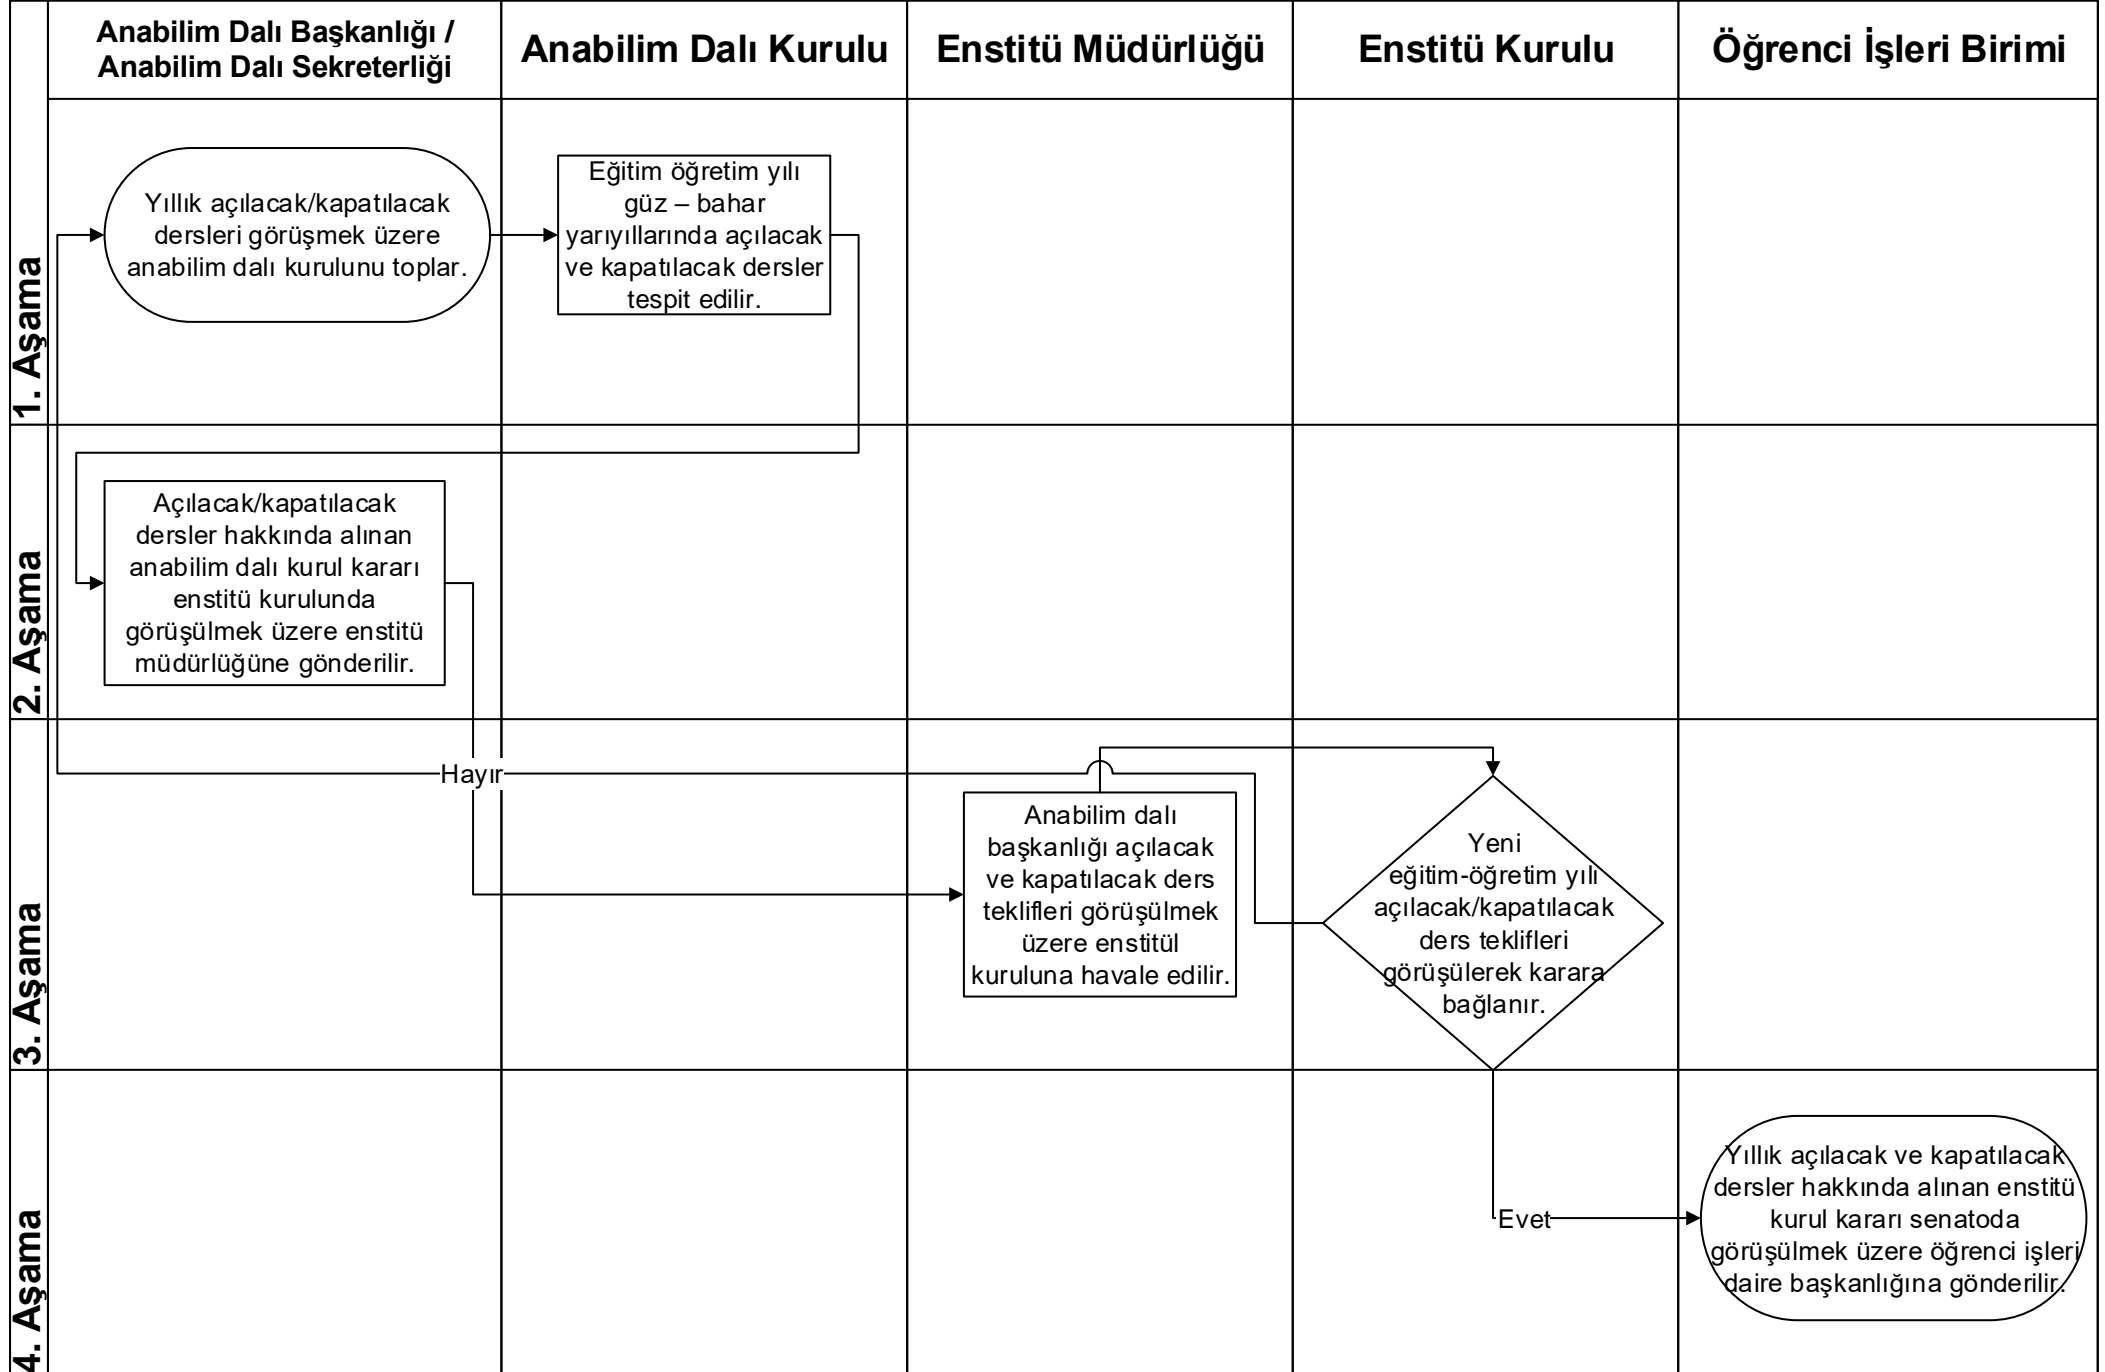 Anabilim Dalı Başkanlığı /
Anabilim Dalı Sekreterliği
Anabilim Dalı Kurulu
Enstitü Müdürlüğü
Enstitü Kurulu
Öğrenci İşleri Birimi
1. Aşama
Yıllık açılacak/kapatılacak
dersleri görüşmek üzere
anabilim dalı kurulunu toplar.
Eğitim öğretim yılı
güz – bahar
yarıyıllarında açılacak
ve kapatılacak dersler
tespit edilir.
2. Aşama
Açılacak/kapatılacak
dersler hakkında alınan
anabilim dalı kurul kararı
enstitü kurulunda
görüşülmek üzere enstitü
müdürlüğüne gönderilir.
3. Aşama
Hayır
Anabilim dalı
başkanlığı açılacak
ve kapatılacak ders
teklifleri görüşülmek
üzere enstitül
kuruluna havale edilir.
Yeni
eğitim-öğretim yılı
açılacak/kapatılacak
ders teklifleri
görüşülerek karara
bağlanır.
4. Aşama
Evet
Yıllık açılacak ve kapatılacak
dersler hakkında alınan enstitü
kurul kararı senatoda
görüşülmek üzere öğrenci işleri
daire başkanlığına gönderilir.